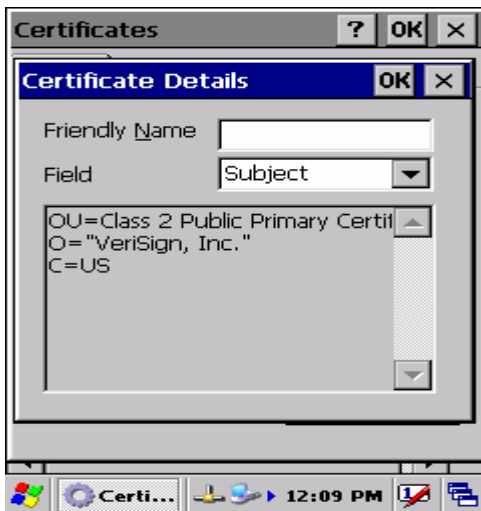 Certificates ? OK ×
Certificate Details OK ×
Friendly Name
Field Subject
OU=Class 2 Public Primary Certif
O="VeriSign, Inc."
C=US
Certi... 12:09 PM